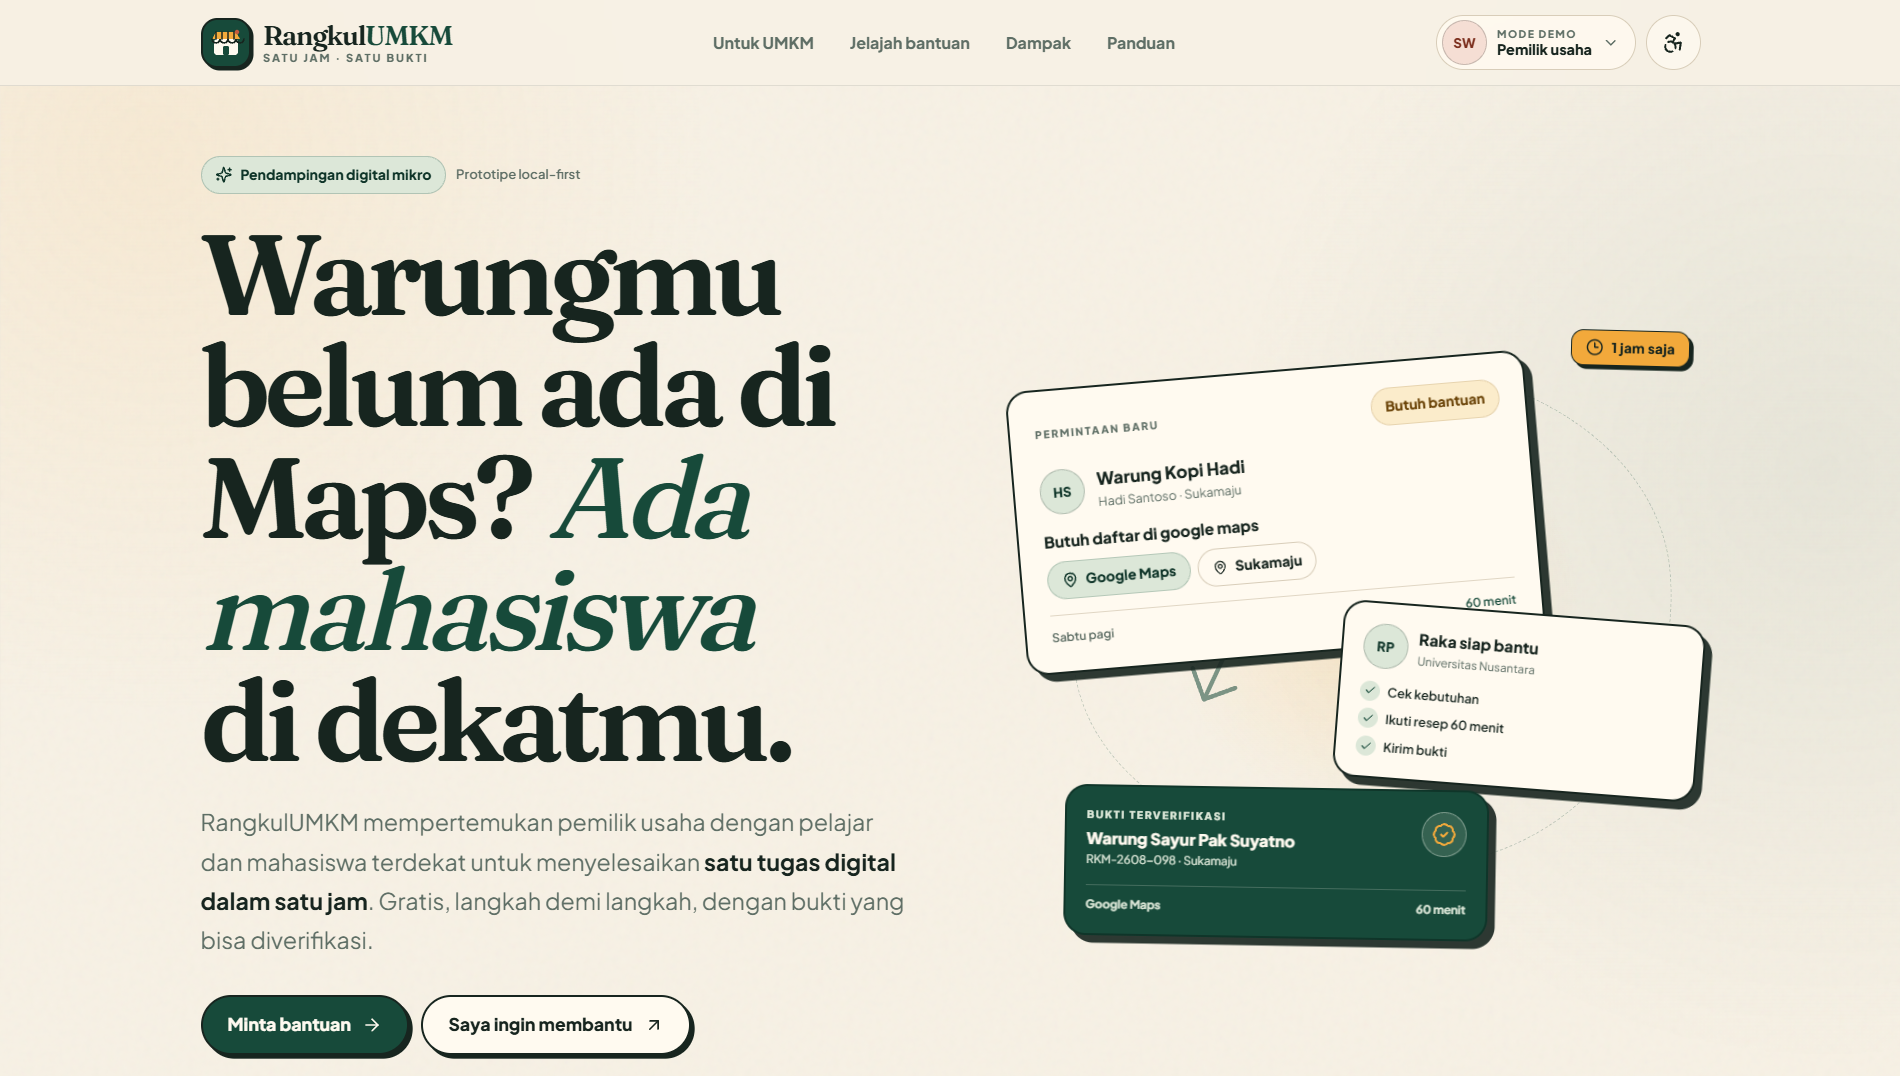 RangkulUMKM
SATU JAM · SATU BUKTI
Untuk UMKM
Jelajah bantuan
Dampak
Panduan
SW
MODE DEMO
Pemilik usaha
Pendampingan digital mikro
Prototipe local-first
Warungmu
belum ada di
Maps? Ada
mahasiswa
di dekatmu.
RangkulUMKM mempertemukan pemilik usaha dengan pelajar
dan mahasiswa terdekat untuk menyelesaikan satu tugas digital
dalam satu jam. Gratis, langkah demi langkah, dengan bukti yang
bisa diverifikasi.
Minta bantuan
Saya ingin membantu
1 jam saja
Butuh bantuan
PERMINTAAN BARU
HS
Warung Kopi Hadi
Hadi Santoso · Sukamaju
Butuh daftar di google maps
Google Maps
Sukamaju
Sabtu pagi
60 menit
RP
Raka siap bantu
Universitas Nusantara
Cek kebutuhan
Ikuti resep 60 menit
Kirim bukti
BUKTI TERVERIFIKASI
Warung Sayur Pak Suyatno
RKM-2608-098 · Sukamaju
Google Maps
60 menit